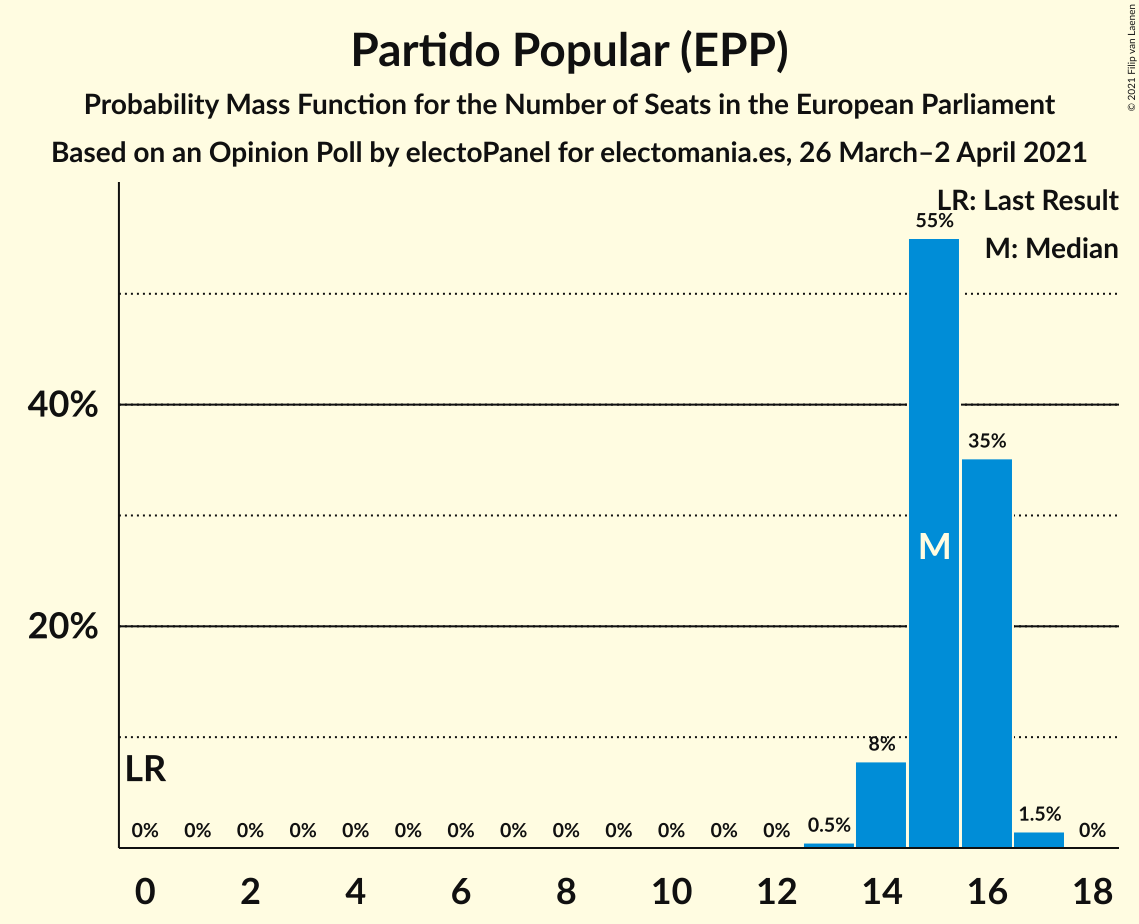 Partido Popular (EPP)
Probability Mass Function for the Number of Seats in the European Parliament
Based on an Opinion Poll by electoPanel for electomania.es, 26 March–2 April 2021
© 2021 Filip van Laenen
LR: Last Result
M: Median
55%
40%
35%
M
20%
8%
LR
0% 0% 0% 0% 0% 0% 0% 0% 0% 0% 0% 0% 0% 0.5% 1.5% 0%
0 2 4 6 8 10 12 14 16 18